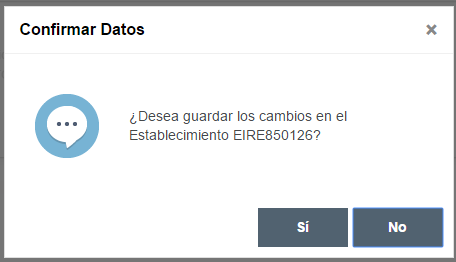 Confirmar Datos
¿Desea guardar los cambios en el
Establecimiento EIRE850126?
Sí
No